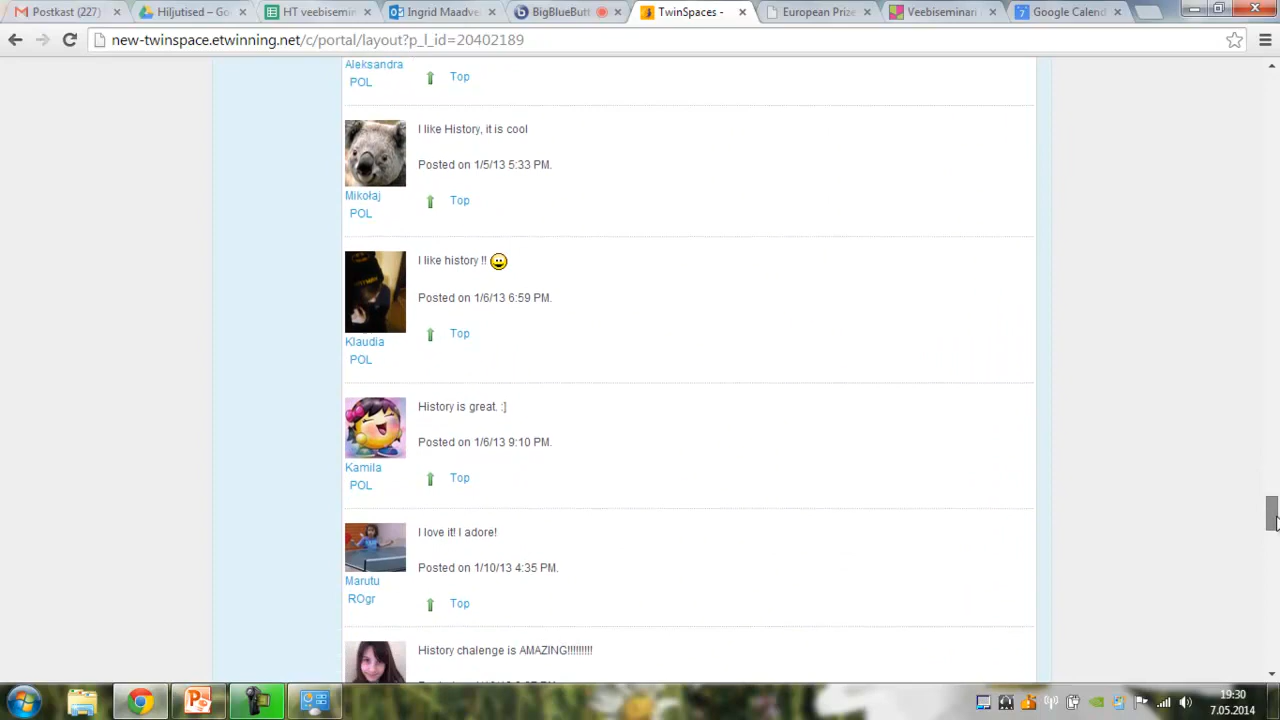 Postkast (227)
Hiljutised – Go
HT veebisemin
Ingrid Maadve
BigBlueButt
TwinSpaces -
European Prize
Veebiseminari
Google Calen
new-twinspace.etwinning.net/c/portal/layout?p_l_id=20402189
Aleksandra
POL
Top
I like History, it is cool
Posted on 1/5/13 5:33 PM.
Top
Mikołaj
POL
I like history !!
Posted on 1/6/13 6:59 PM.
Top
Klaudia
POL
History is great. :]
Posted on 1/6/13 9:10 PM.
Kamila
Top
POL
I love it! I adore!
Posted on 1/10/13 4:35 PM.
Marutu
ROgr
Top
History chalenge is AMAZING!!!!!!!!!
19:30
7.05.2014